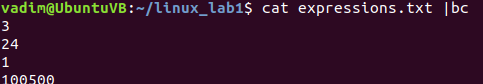 vadim@UbuntuVB:~/linux_lab1$ cat expressions.txt |bc
3
24
1
100500